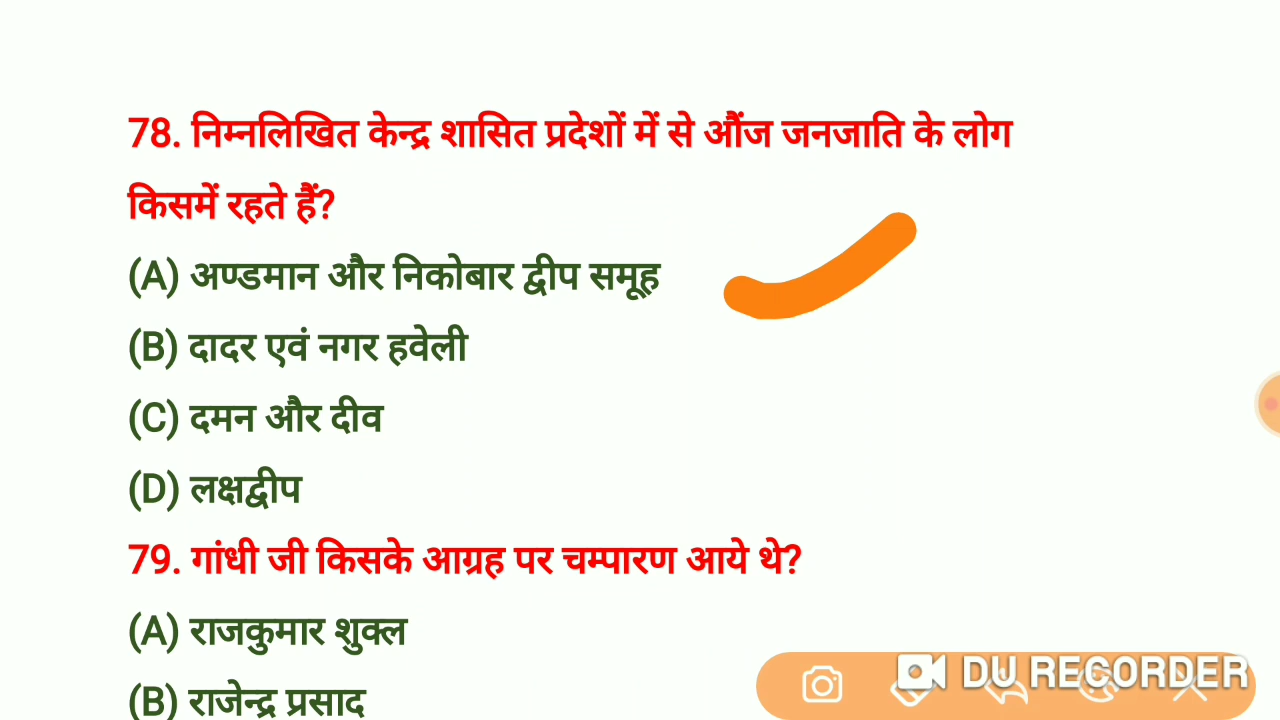 78. निम्नलिखित केन्द्र शासित प्रदेशों में से औंज जनजाति के लोग
किसमें रहते हैं?
(A) अण्डमान और निकोबार द्वीप समूह
(B) दादर एवं नगर हवेली
(C) दमन और दीव
(D) लक्षद्वीप
79. गांधी जी किसके आग्रह पर चम्पारण आये थे?
(A) राजकुमार शुक्ल
(B) राजेन्द्र प्रसाद
DU RECORDER